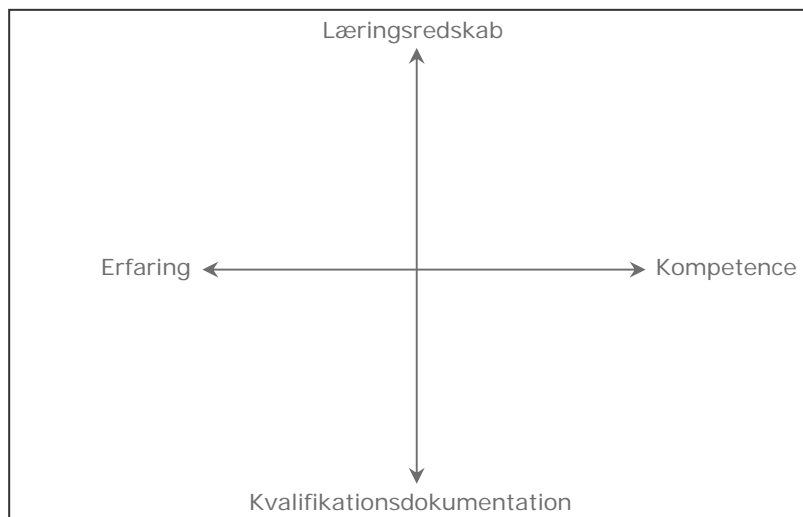 Læringsredskab
Erfaring
Kompetence
Kvalifikationsdokumentation